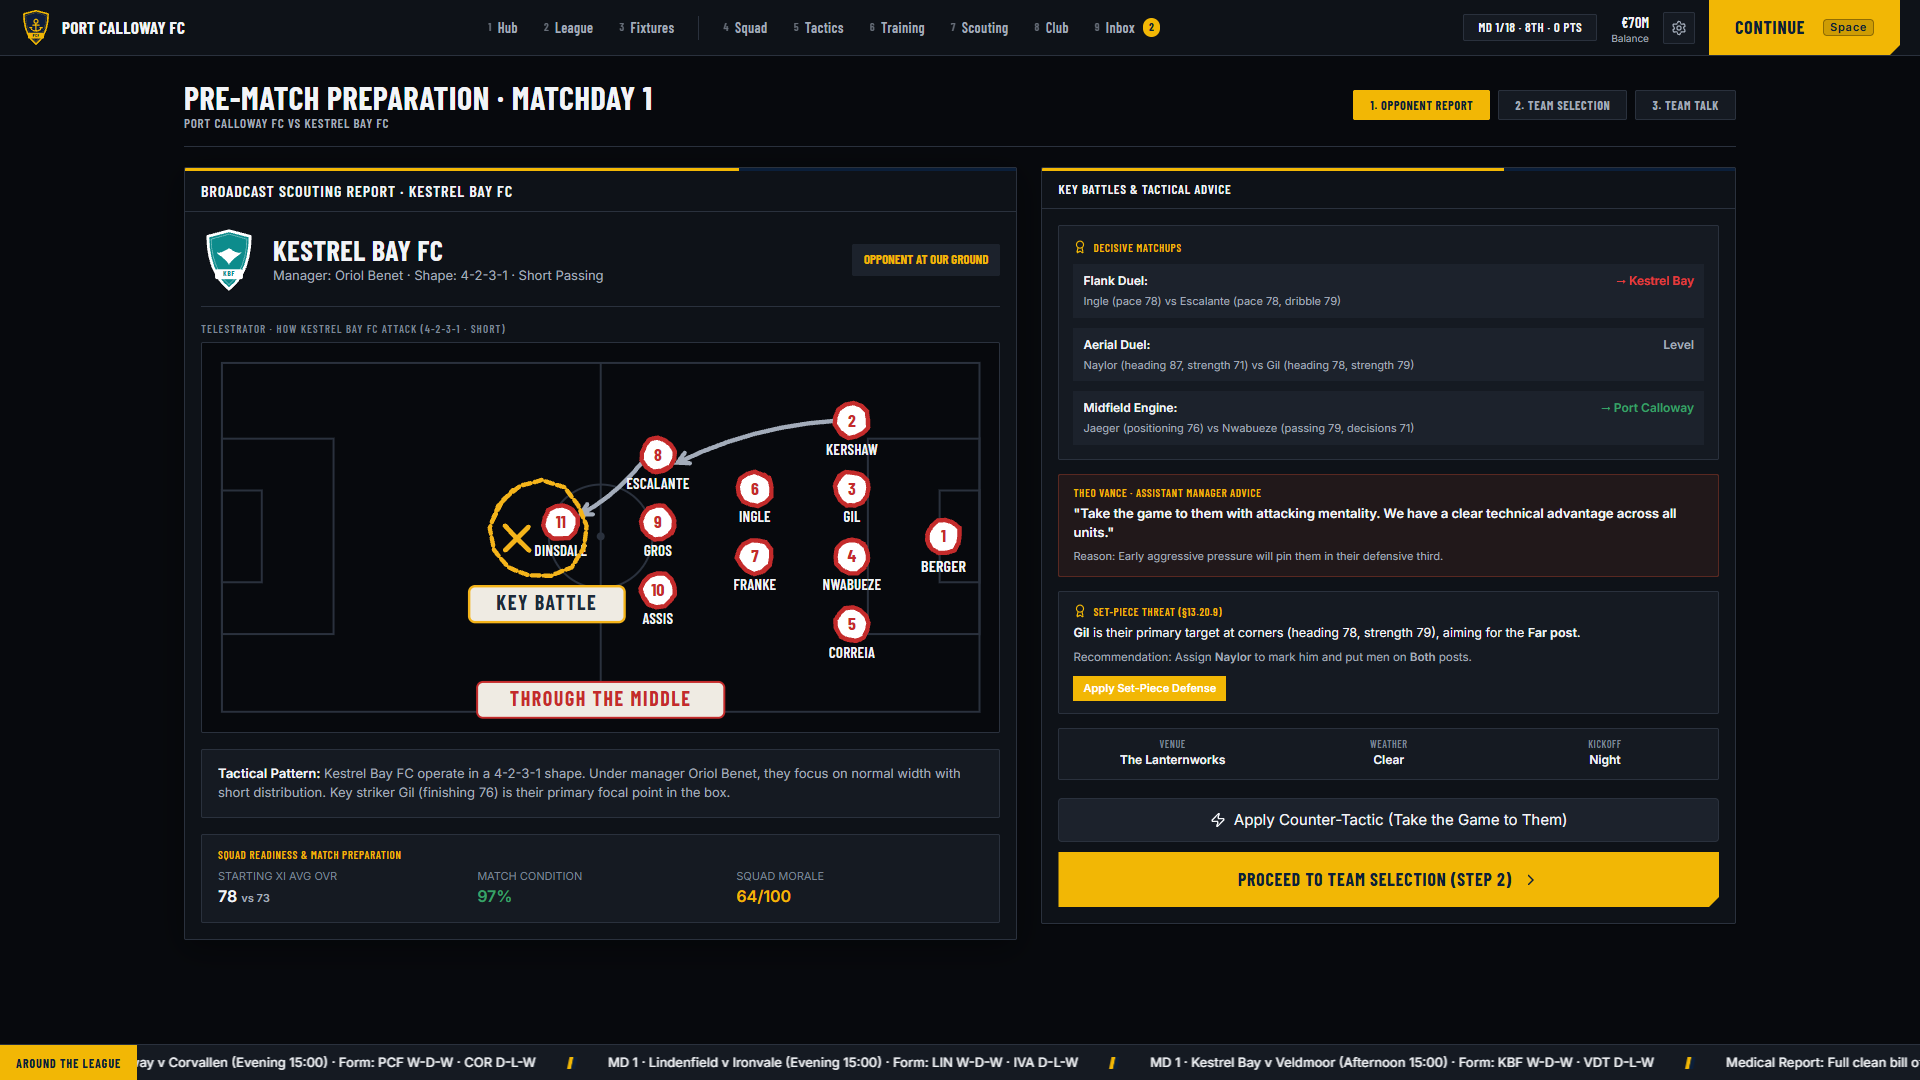 PORT CALLOWAY FC
1 Hub
2 League
3 Fixtures
4 Squad
5 Tactics
6 Training
7 Scouting
8 Club
9 Inbox 2
MD 1/18 · 8TH · 0 PTS
€70M
Balance
CONTINUE Space
PRE-MATCH PREPARATION · MATCHDAY 1
PORT CALLOWAY FC VS KESTREL BAY FC
1. OPPONENT REPORT
2. TEAM SELECTION
3. TEAM TALK
BROADCAST SCOUTING REPORT · KESTREL BAY FC
KBF
KESTREL BAY FC
Manager: Oriol Benet · Shape: 4-2-3-1 · Short Passing
OPPONENT AT OUR GROUND
TELESTRATOR · HOW KESTREL BAY FC ATTACK (4-2-3-1 · SHORT)
2
KERSHAW
8
ESCALANTE
6
INGLE
3
GIL
11
DINSDALE
9
GROS
1
BERGER
7
FRANKE
4
NWABUEZE
KEY BATTLE
10
ASSIS
5
CORREIA
THROUGH THE MIDDLE
Tactical Pattern: Kestrel Bay FC operate in a 4-2-3-1 shape. Under manager Oriol Benet, they focus on normal width with
short distribution. Key striker Gil (finishing 76) is their primary focal point in the box.
SQUAD READINESS & MATCH PREPARATION
STARTING XI AVG OVR
78 vs 73
MATCH CONDITION
97%
SQUAD MORALE
64/100
KEY BATTLES & TACTICAL ADVICE
DECISIVE MATCHUPS
Flank Duel:
→ Kestrel Bay
Ingle (pace 78) vs Escalante (pace 78, dribble 79)
Aerial Duel:
Level
Naylor (heading 87, strength 71) vs Gil (heading 78, strength 79)
Midfield Engine:
→ Port Calloway
Jaeger (positioning 76) vs Nwabueze (passing 79, decisions 71)
THEO VANCE · ASSISTANT MANAGER ADVICE
"Take the game to them with attacking mentality. We have a clear technical advantage across all
units."
Reason: Early aggressive pressure will pin them in their defensive third.
SET-PIECE THREAT (§13.20.9)
Gil is their primary target at corners (heading 78, strength 79), aiming for the Far post.
Recommendation: Assign Naylor to mark him and put men on Both posts.
Apply Set-Piece Defense
VENUE
The Lanternworks
WEATHER
Clear
KICKOFF
Night
Apply Counter-Tactic (Take the Game to Them)
PROCEED TO TEAM SELECTION (STEP 2)
AROUND THE LEAGUE
ay v Corvallen (Evening 15:00) · Form: PCF W-D-W · COR D-L-W
MD 1 · Lindenfield v Ironvale (Evening 15:00) · Form: LIN W-D-W · IVA D-L-W
MD 1 · Kestrel Bay v Veldmoor (Afternoon 15:00) · Form: KBF W-D-W · VDT D-L-W
Medical Report: Full clean bill o